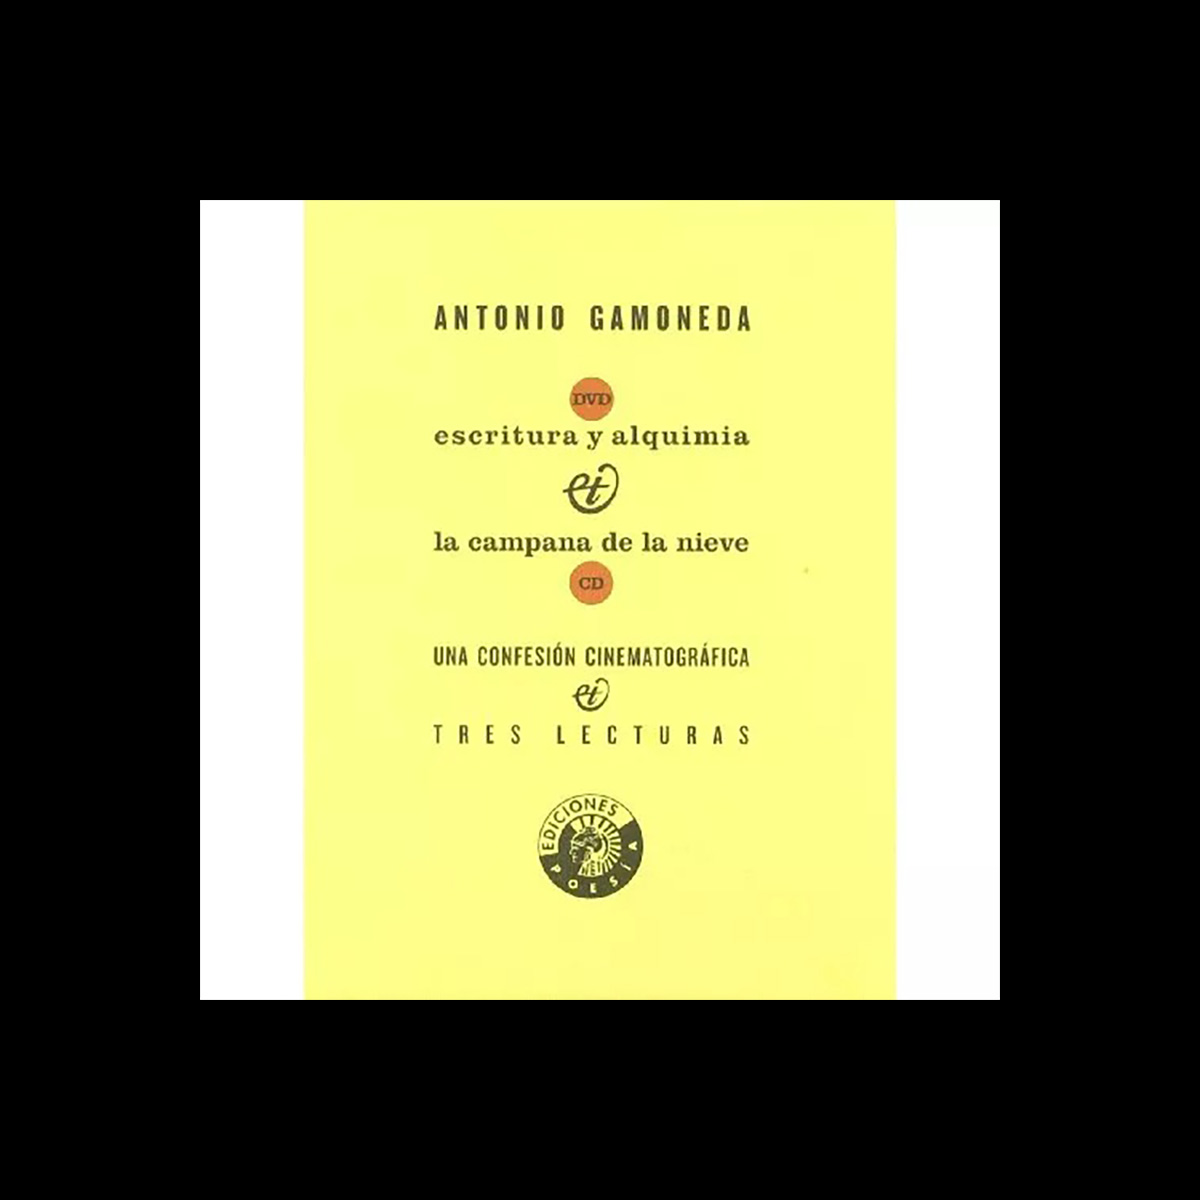 ANTONIO GAMONEDA
DVD
escritura y alquimia
et
la campana de la nieve
CD
UNA CONFESIÓN CINEMATOGRÁFICA
et
TRES LECTURAS
EDICIONES
POESÍA